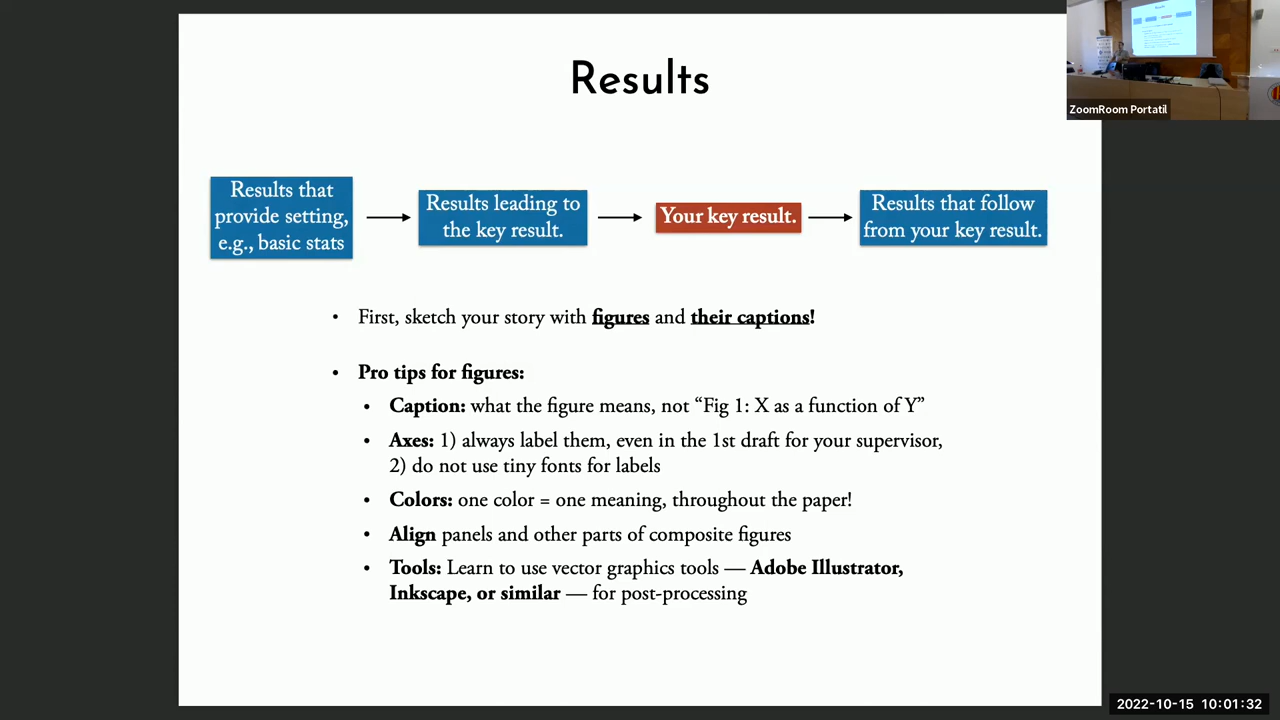 Results
ZoomRoom Portatil
Results that
provide setting,
e.g., basic stats
Results leading to
the key result.
Your key result.
Results that follow
from your key result.
• First, sketch your story with figures and their captions!
• Pro tips for figures:
• Caption: what the figure means, not “Fig 1: X as a function of Y”
• Axes: 1) always label them, even in the 1st draft for your supervisor,
2) do not use tiny fonts for labels
• Colors: one color = one meaning, throughout the paper!
• Align panels and other parts of composite figures
• Tools: Learn to use vector graphics tools — Adobe Illustrator,
Inkscape, or similar — for post-processing
2022-10-15 10:01:32